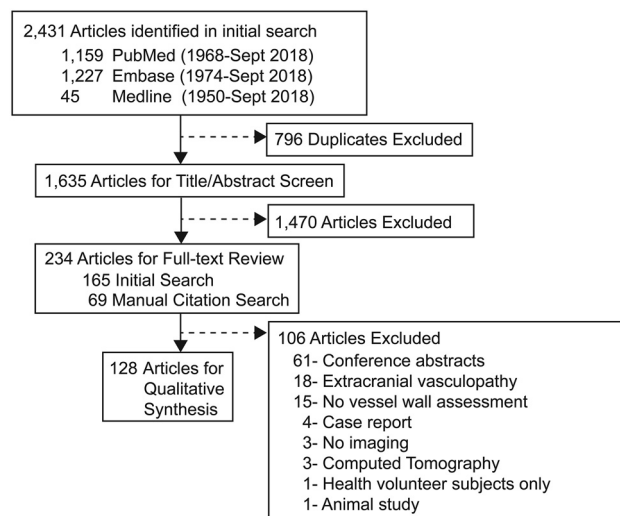 2,431 Articles identified in initial search
1,159 PubMed (1968-Sept 2018)
1,227 Embase (1974-Sept 2018)
45 Medline (1950-Sept 2018)
796 Duplicates Excluded
1,635 Articles for Title/Abstract Screen
1,470 Articles Excluded
234 Articles for Full-text Review
165 Initial Search
69 Manual Citation Search
106 Articles Excluded
61- Conference abstracts
18- Extracranial vasculopathy
15- No vessel wall assessment
4- Case report
3- No imaging
3- Computed Tomography
1- Health volunteer subjects only
1- Animal study
128 Articles for
Qualitative
Synthesis